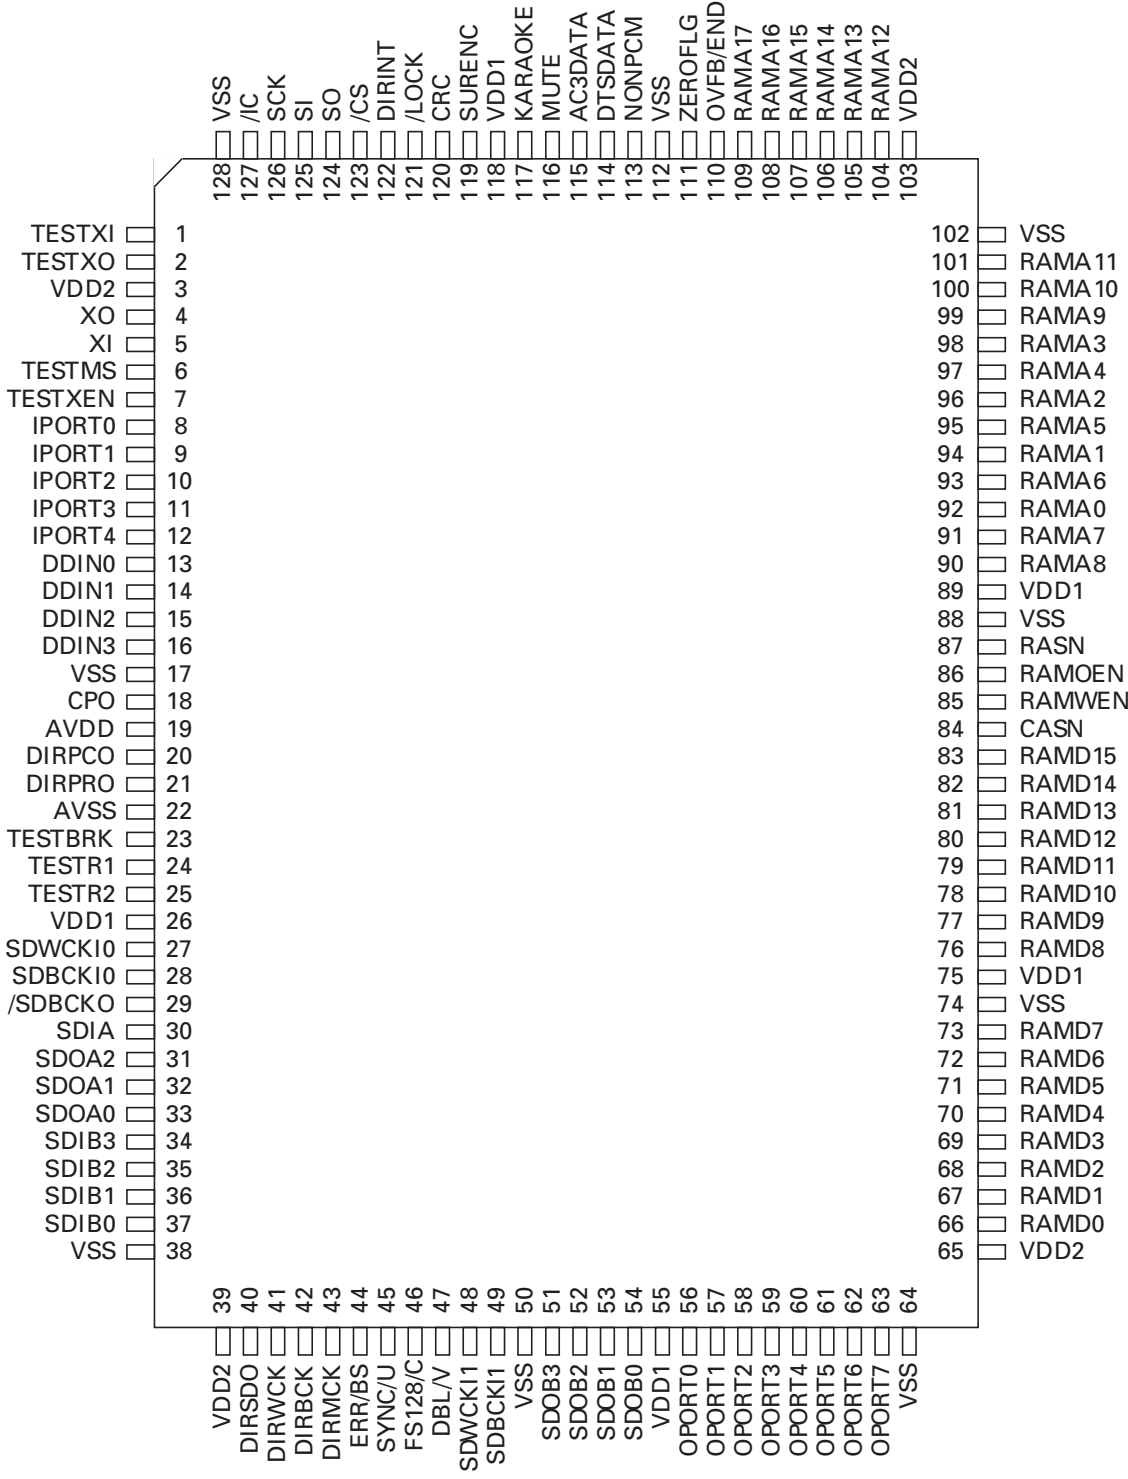 VSS
/IC
SCK
SI
SO
/CS
DIRINT
/LOCK
CRC
SURENC
VDD1
KARAOKE
MUTE
AC3DATA
DTSDATA
NONPCM
VSS
ZEROFLG
OVFB/END
RAMA17
RAMA16
RAMA15
RAMA14
RAMA13
RAMA12
VDD2
128
127
126
125
124
123
122
121
120
119
118
117
116
115
114
113
112
111
110
109
108
107
106
105
104
103
TESTXI 1 102 VSS
TESTXO 2 101 RAMA11
VDD2 3 100 RAMA10
XO 4 99 RAMA9
XI 5 98 RAMA3
TESTMS 6 97 RAMA4
TESTXEN 7 96 RAMA2
IPORT0 8 95 RAMA5
IPORT1 9 94 RAMA1
IPORT2 10 93 RAMA6
IPORT3 11 92 RAMA0
IPORT4 12 91 RAMA7
DDIN0 13 90 RAMA8
DDIN1 14 89 VDD1
DDIN2 15 88 VSS
DDIN3 16 87 RASN
VSS 17 86 RAMOEN
CPO 18 85 RAMWEN
AVDD 19 84 CASN
DIRPCO 20 83 RAMD15
DIRPRO 21 82 RAMD14
AVSS 22 81 RAMD13
TESTBRK 23 80 RAMD12
TESTR1 24 79 RAMD11
TESTR2 25 78 RAMD10
VDD1 26 77 RAMD9
SDWCKI0 27 76 RAMD8
SDBCKI0 28 75 VDD1
/SDBCKO 29 74 VSS
SDIA 30 73 RAMD7
SDOA2 31 72 RAMD6
SDOA1 32 71 RAMD5
SDOA0 33 70 RAMD4
SDIB3 34 69 RAMD3
SDIB2 35 68 RAMD2
SDIB1 36 67 RAMD1
SDIB0 37 66 RAMD0
VSS 38 65 VDD2
39
40
41
42
43
44
45
46
47
48
49
50
51
52
53
54
55
56
57
58
59
60
61
62
63
64
VDD2
DIRSDO
DIRWCK
DIRBCK
DIRMCK
ERR/BS
SYNC/U
FS128/C
DBL/V
SDWCKI1
SDBCKI1
VSS
SDOB3
SDOB2
SDOB1
SDOB0
VDD1
OPORT0
OPORT1
OPORT2
OPORT3
OPORT4
OPORT5
OPORT6
OPORT7
VSS